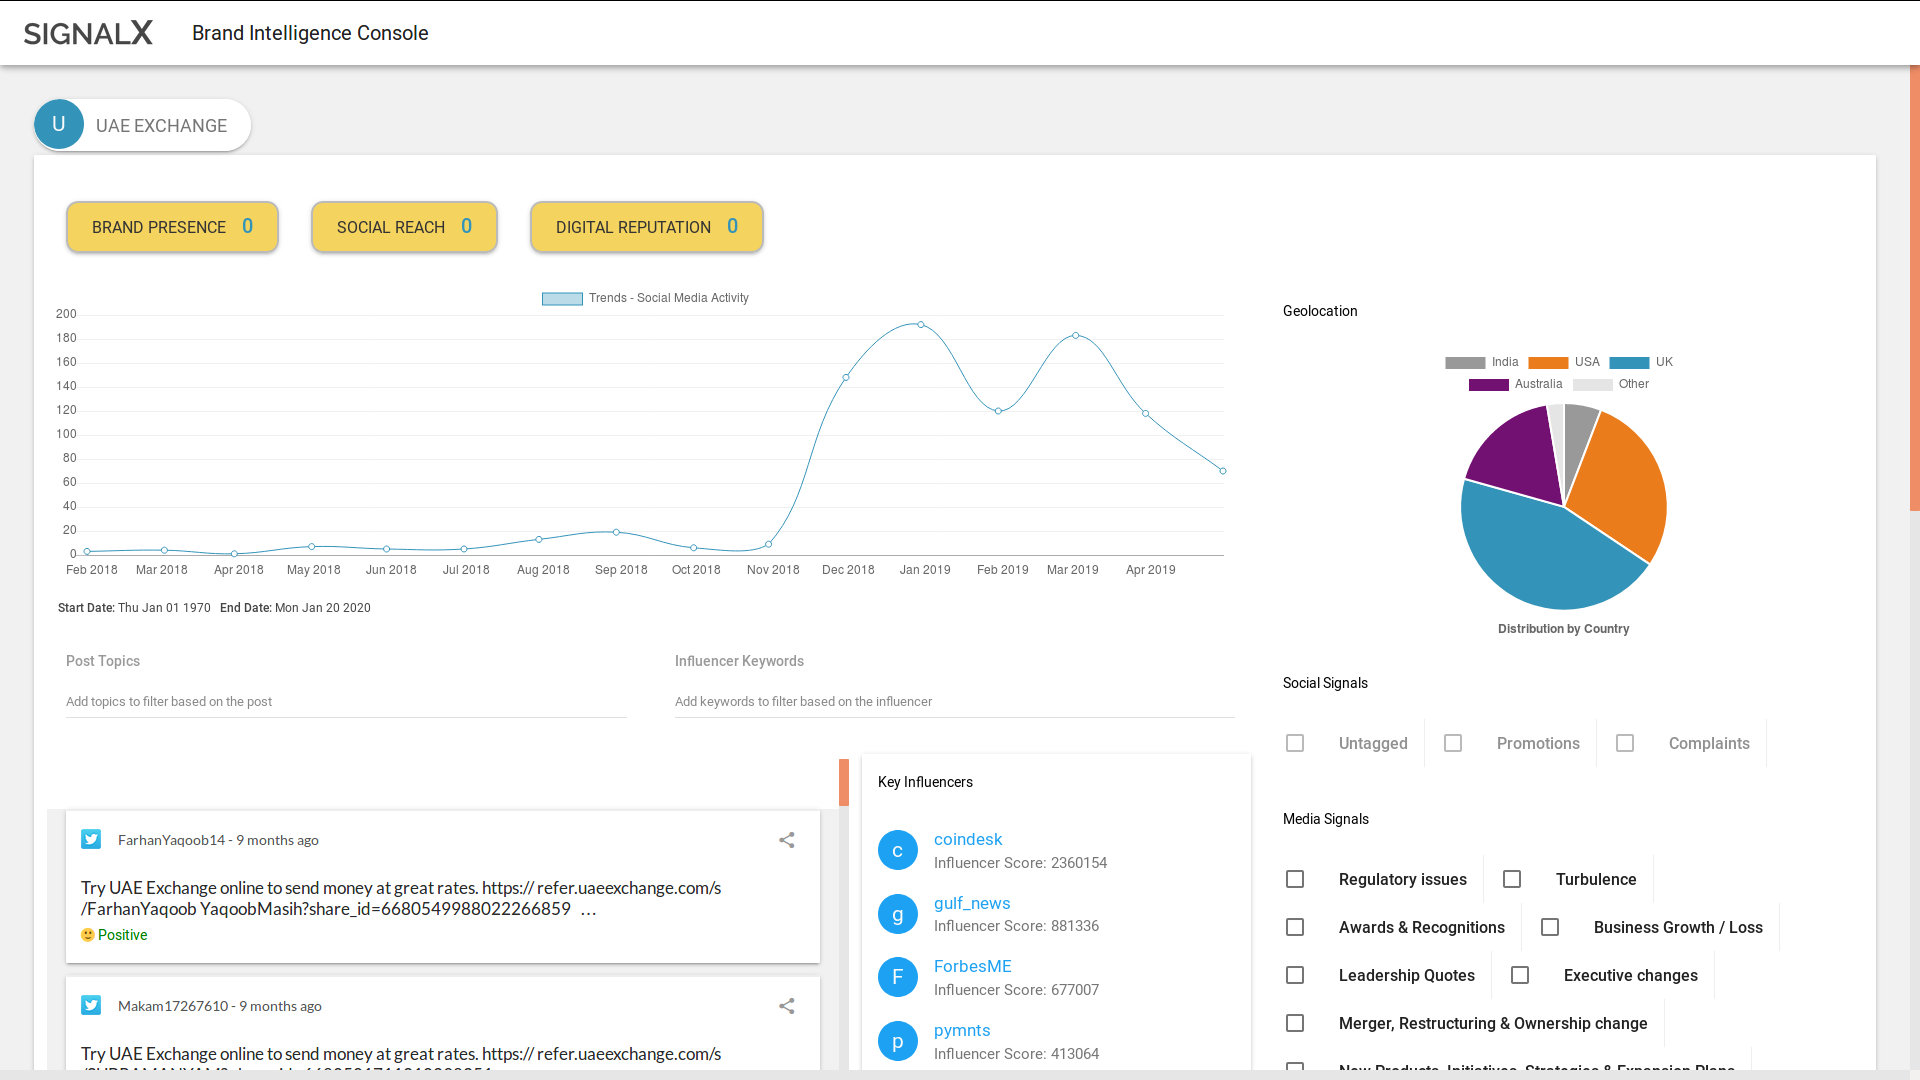 SIGNALX Brand Intelligence Console
U UAE EXCHANGE
BRAND PRESENCE 0 SOCIAL REACH 0 DIGITAL REPUTATION 0
Trends - Social Media Activity
200
180
160
140
120
100
80
60
40
20
0
Feb 2018 Mar 2018 Apr 2018 May 2018 Jun 2018 Jul 2018 Aug 2018 Sep 2018 Oct 2018 Nov 2018 Dec 2018 Jan 2019 Feb 2019 Mar 2019 Apr 2019
Start Date: Thu Jan 01 1970 End Date: Mon Jan 20 2020
Geolocation
India USA UK
Australia Other
Distribution by Country
Post Topics
Add topics to filter based on the post
Influencer Keywords
Add keywords to filter based on the influencer
FarhanYaqoob14 - 9 months ago
Try UAE Exchange online to send money at great rates. https:// refer.uaeexchange.com/s
/FarhanYaqoob YaqoobMasih?share_id=6680549988022266859 ...
Positive
Makam17267610 - 9 months ago
Try UAE Exchange online to send money at great rates. https:// refer.uaeexchange.com/s
Key Influencers
c coindesk
Influencer Score: 2360154
g gulf_news
Influencer Score: 881336
F ForbesME
Influencer Score: 677007
p pymnts
Influencer Score: 413064
Social Signals
Untagged Promotions Complaints
Media Signals
Regulatory issues Turbulence
Awards & Recognitions Business Growth / Loss
Leadership Quotes Executive changes
Merger, Restructuring & Ownership change
New Products, Initiatives, Strategies & Expansion Plans